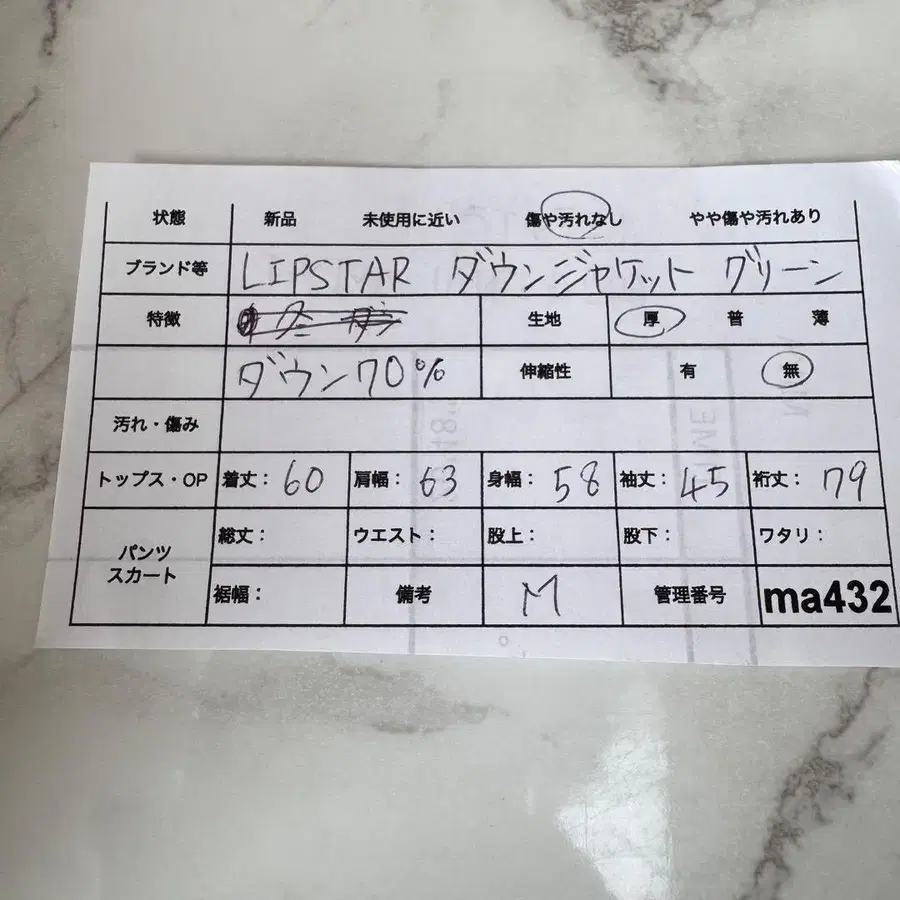 状態 新品 未使用に近い 傷や汚れなし やや傷や汚れあり
ブランド等 LIPSTAR ダウンジャケット グリーン
特徴 生地 厚 普 薄
ダウン70% 伸縮性 有 無
汚れ・傷み
トップス・OP 着丈: 60 肩幅: 63 身幅: 58 袖丈: 45 裄丈: 79
パンツ スカート 総丈: ウエスト: 股上: 股下: ワタリ:
裾幅: 備考 M 管理番号 ma432